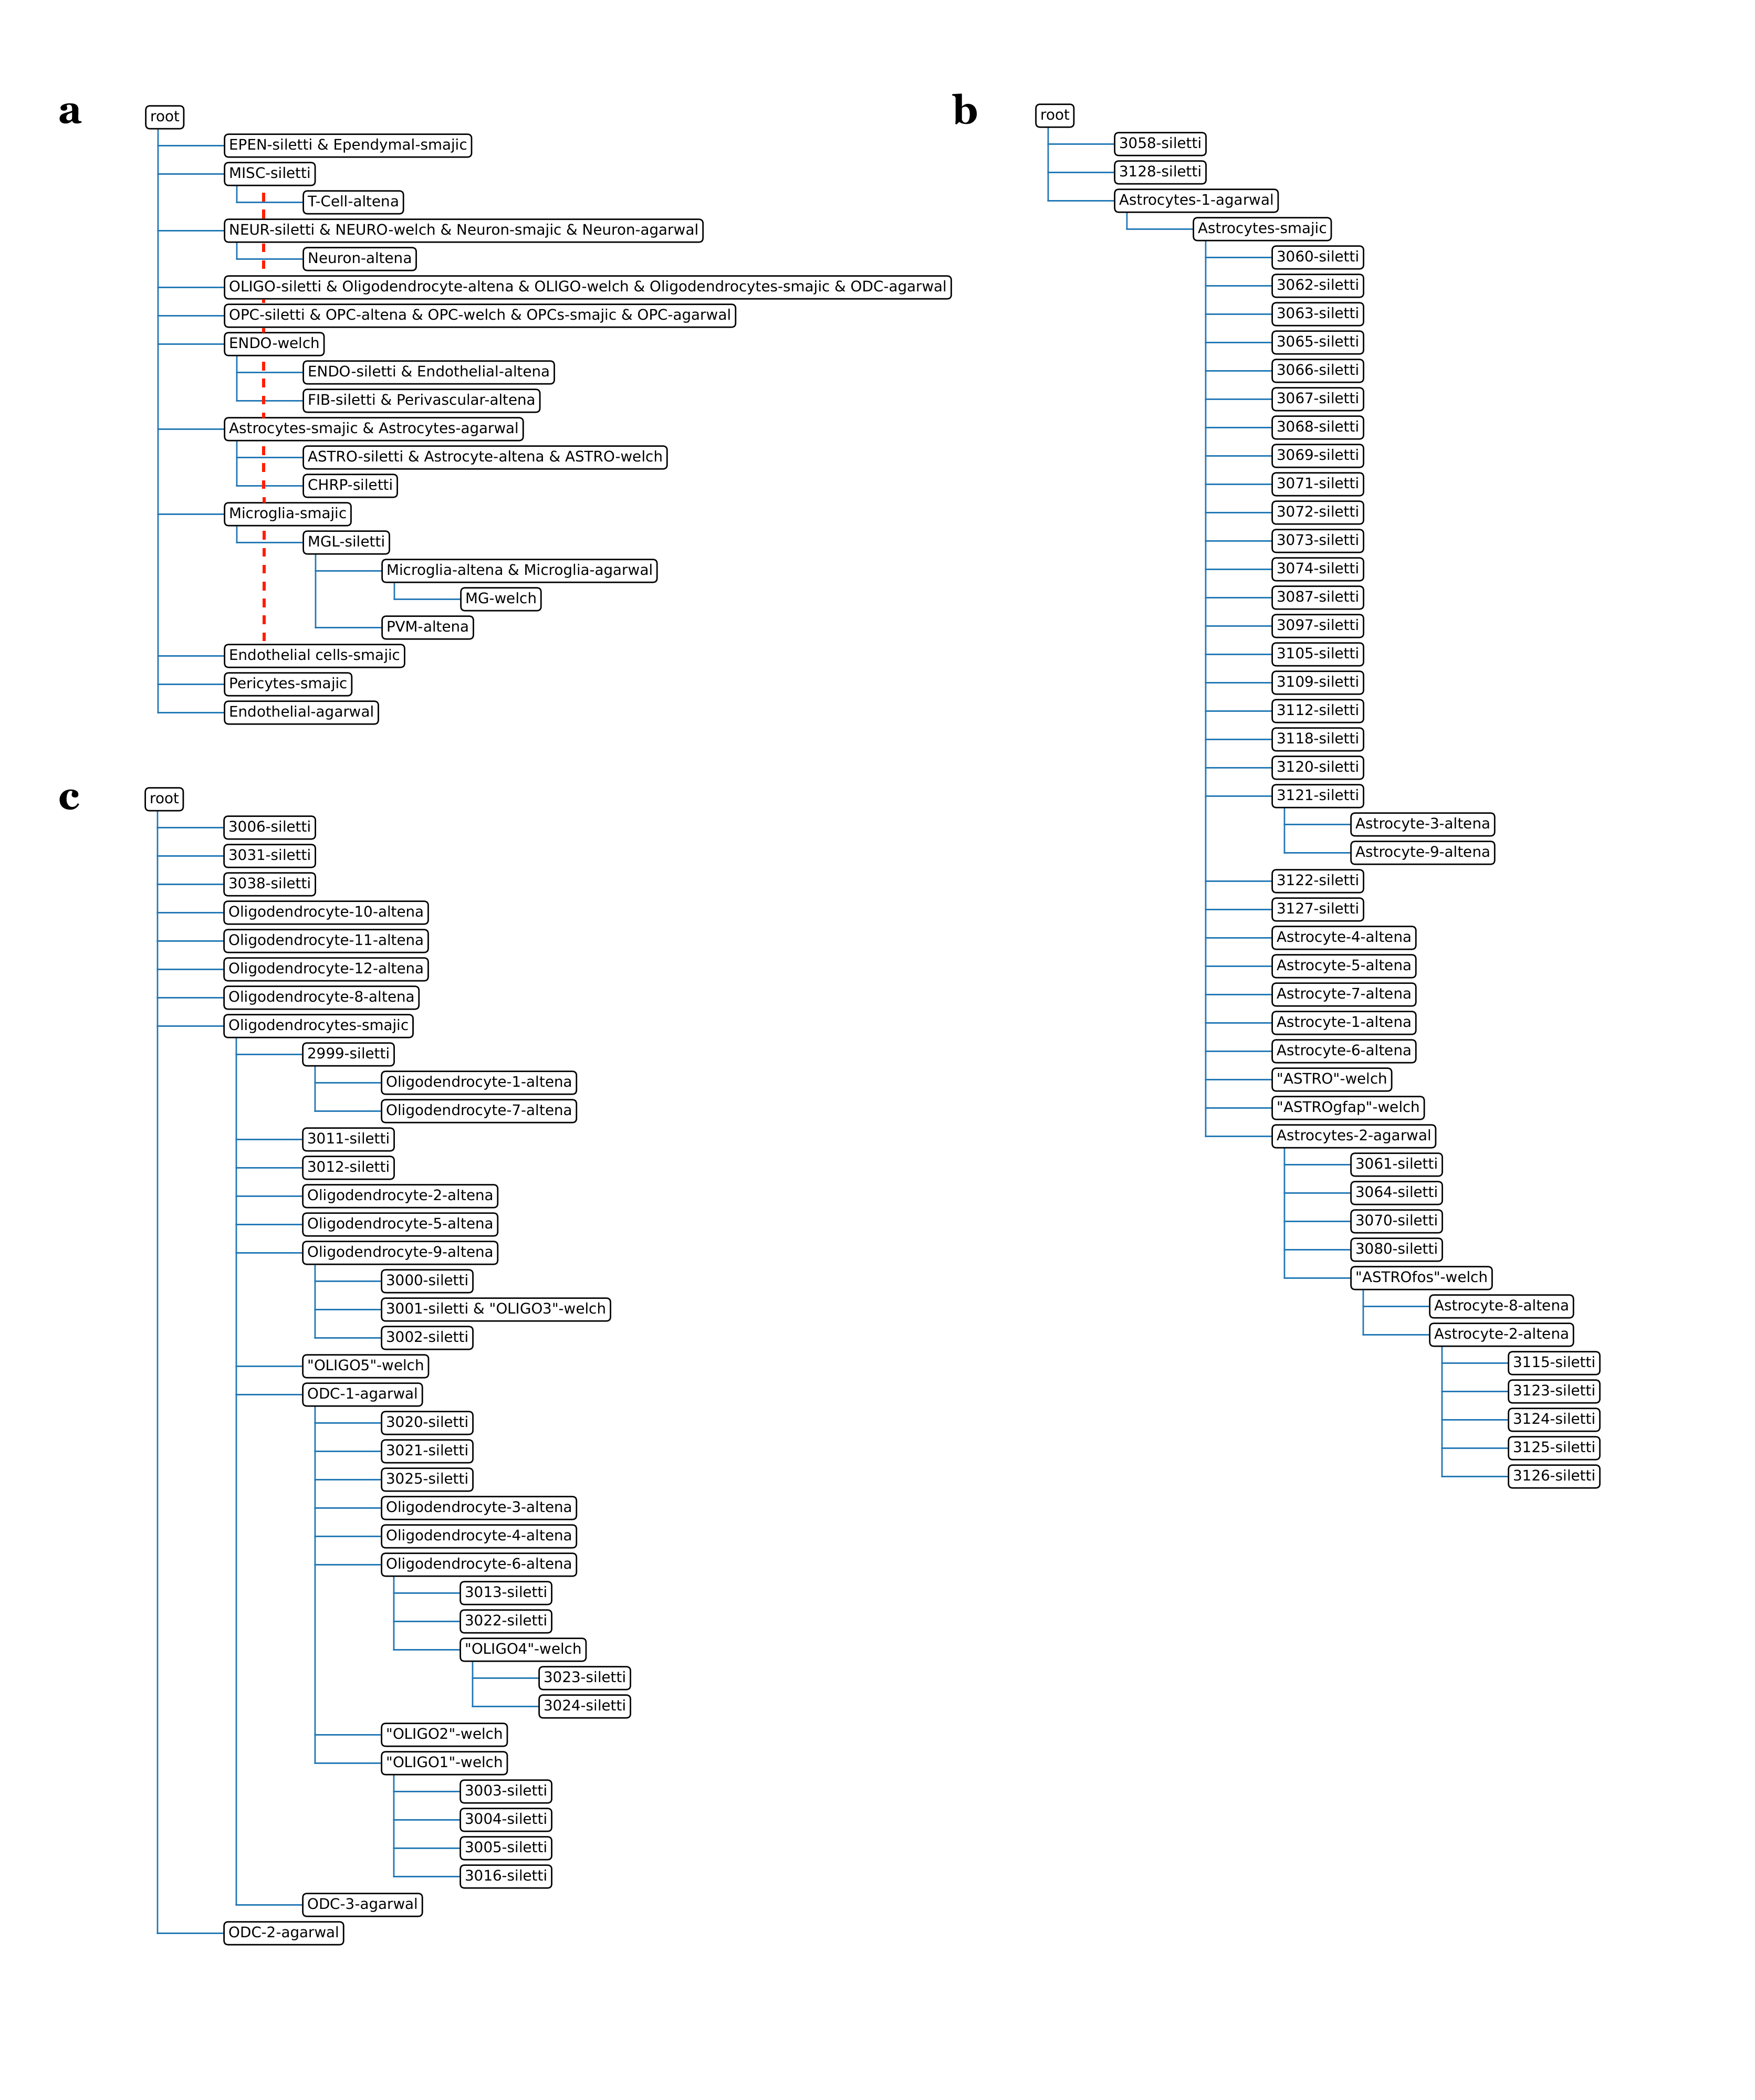 a
root
EPEN-siletti & Ependymal-smajic
MISC-siletti
T-Cell-altena
NEUR-siletti & NEURO-welch & Neuron-smajic & Neuron-agarwal
Neuron-altena
OLIGO-siletti & Oligodendrocyte-altena & OLIGO-welch & Oligodendrocytes-smajic & ODC-agarwal
OPC-siletti & OPC-altena & OPC-welch & OPCs-smajic & OPC-agarwal
ENDO-welch
ENDO-siletti & Endothelial-altena
FIB-siletti & Perivascular-altena
Astrocytes-smajic & Astrocytes-agarwal
ASTRO-siletti & Astrocyte-altena & ASTRO-welch
CHRP-siletti
Microglia-smajic
MGL-siletti
Microglia-altena & Microglia-agarwal
MG-welch
PVM-altena
Endothelial cells-smajic
Pericytes-smajic
Endothelial-agarwal
b
root
3058-siletti
3128-siletti
Astrocytes-1-agarwal
Astrocytes-smajic
3060-siletti
3062-siletti
3063-siletti
3065-siletti
3066-siletti
3067-siletti
3068-siletti
3069-siletti
3071-siletti
3072-siletti
3073-siletti
3074-siletti
3087-siletti
3097-siletti
3105-siletti
3109-siletti
3112-siletti
3118-siletti
3120-siletti
3121-siletti
Astrocyte-3-altena
Astrocyte-9-altena
3122-siletti
3127-siletti
Astrocyte-4-altena
Astrocyte-5-altena
Astrocyte-7-altena
Astrocyte-1-altena
Astrocyte-6-altena
"ASTRO"-welch
"ASTROgfap"-welch
Astrocytes-2-agarwal
3061-siletti
3064-siletti
3070-siletti
3080-siletti
"ASTROfos"-welch
Astrocyte-8-altena
Astrocyte-2-altena
3115-siletti
3123-siletti
3124-siletti
3125-siletti
3126-siletti
c
root
3006-siletti
3031-siletti
3038-siletti
Oligodendrocyte-10-altena
Oligodendrocyte-11-altena
Oligodendrocyte-12-altena
Oligodendrocyte-8-altena
Oligodendrocytes-smajic
2999-siletti
Oligodendrocyte-1-altena
Oligodendrocyte-7-altena
3011-siletti
3012-siletti
Oligodendrocyte-2-altena
Oligodendrocyte-5-altena
Oligodendrocyte-9-altena
3000-siletti
3001-siletti & "OLIGO3"-welch
3002-siletti
"OLIGO5"-welch
ODC-1-agarwal
3020-siletti
3021-siletti
3025-siletti
Oligodendrocyte-3-altena
Oligodendrocyte-4-altena
Oligodendrocyte-6-altena
3013-siletti
3022-siletti
"OLIGO4"-welch
3023-siletti
3024-siletti
"OLIGO2"-welch
"OLIGO1"-welch
3003-siletti
3004-siletti
3005-siletti
3016-siletti
ODC-3-agarwal
ODC-2-agarwal